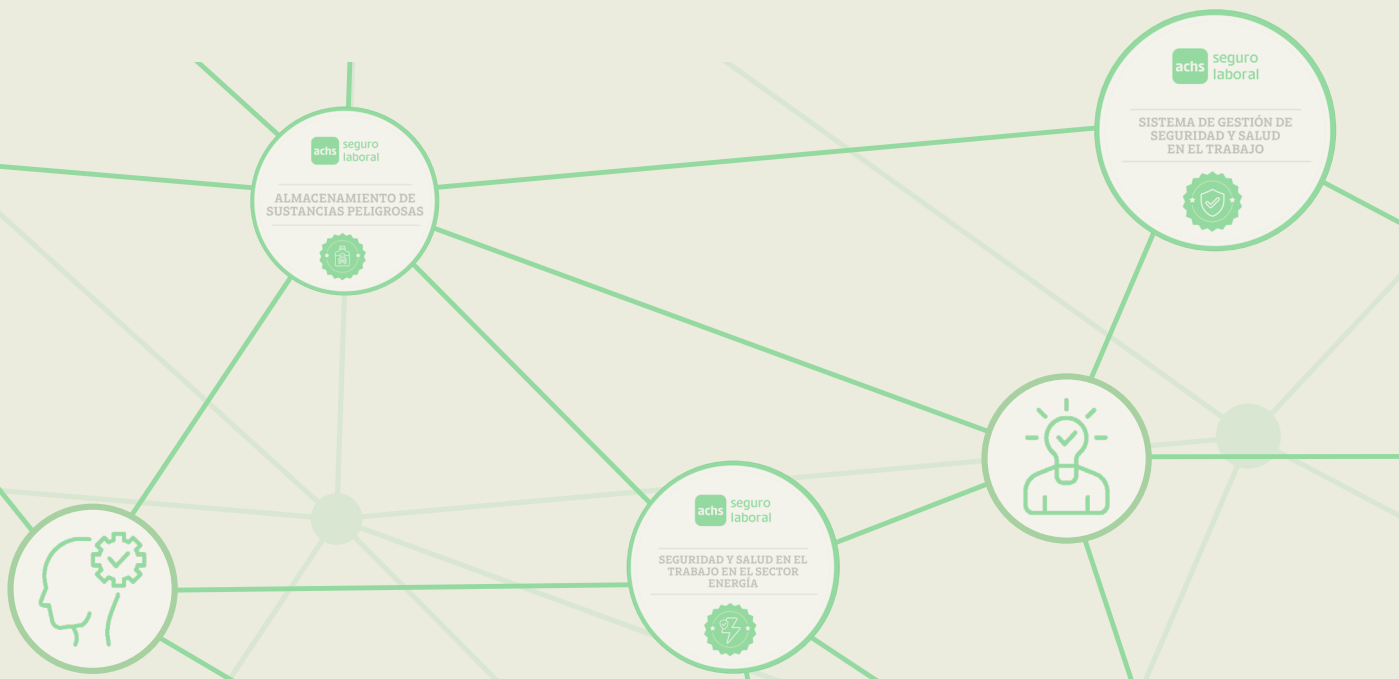 achs seguro
laboral
SISTEMA DE GESTIÓN DE
SEGURIDAD Y SALUD
EN EL TRABAJO
achs seguro
laboral
ALMACENAMIENTO DE
SUSTANCIAS PELIGROSAS
achs seguro
laboral
SEGURIDAD Y SALUD EN EL
TRABAJO EN EL SECTOR
ENERGÍA